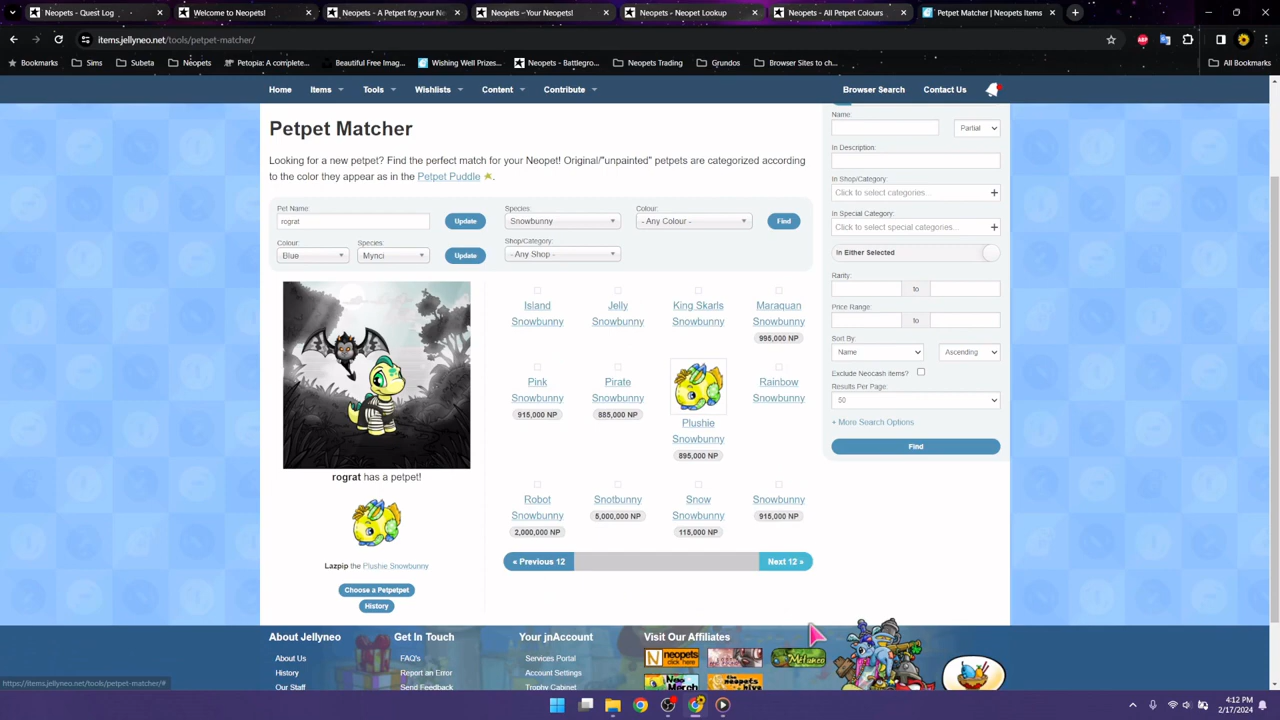 Neopets - Quest Log
Welcome to Neopets!
Neopets - A Petpet for your Ne
Neopets - Your Neopets!
Neopets - Neopet Lookup
Neopets - All Petpet Colours
Petpet Matcher | Neopets Items
items.jellyneo.net/tools/petpet-matcher/
Bookmarks
Sims
Subeta
Neopets
Petopia: A complete...
Beautiful Free Imag...
Wishing Well Prizes...
Neopets - Battlegro...
Neopets Trading
Grundos
Browser Sites to ch...
All Bookmarks
Home
Items
Tools
Wishlists
Content
Contribute
Browser Search
Contact Us
Petpet Matcher
Looking for a new petpet? Find the perfect match for your Neopet! Original/"unpainted" petpets are categorized according
to the color they appear as in the Petpet Puddle.
Pet Name:
rograt
Update
Species:
Snowbunny
Colour:
- Any Colour -
Find
Colour:
Blue
Species:
Mynci
Update
Shop/Category:
- Any Shop -
rograt has a petpet!
Lazpip the Plushie Snowbunny
Choose a Petpetpet
History
Island
Snowbunny
Jelly
Snowbunny
King Skarls
Snowbunny
Maraquan
Snowbunny
995,000 NP
Pink
Snowbunny
915,000 NP
Pirate
Snowbunny
885,000 NP
Plushie
Snowbunny
895,000 NP
Rainbow
Snowbunny
Robot
Snowbunny
2,000,000 NP
Snotbunny
5,000,000 NP
Snow
Snowbunny
115,000 NP
Snowbunny
915,000 NP
« Previous 12
Next 12 »
Name:
Partial
In Description:
In Shop/Category:
Click to select categories...
In Special Category:
Click to select special categories...
In Either Selected
Rarity:
to
Price Range:
to
Sort By:
Name
Ascending
Exclude Neocash Items?
Results Per Page:
50
+ More Search Options
Find
About Jellyneo
About Us
History
Our Staff
Get In Touch
FAQ's
Report an Error
Send Feedback
Your jnAccount
Services Portal
Account Settings
Trophy Cabinet
Visit Our Affiliates
neopets
click here
https://items.jellyneo.net/tools/petpet-matcher/#
4:12 PM
2/17/2024